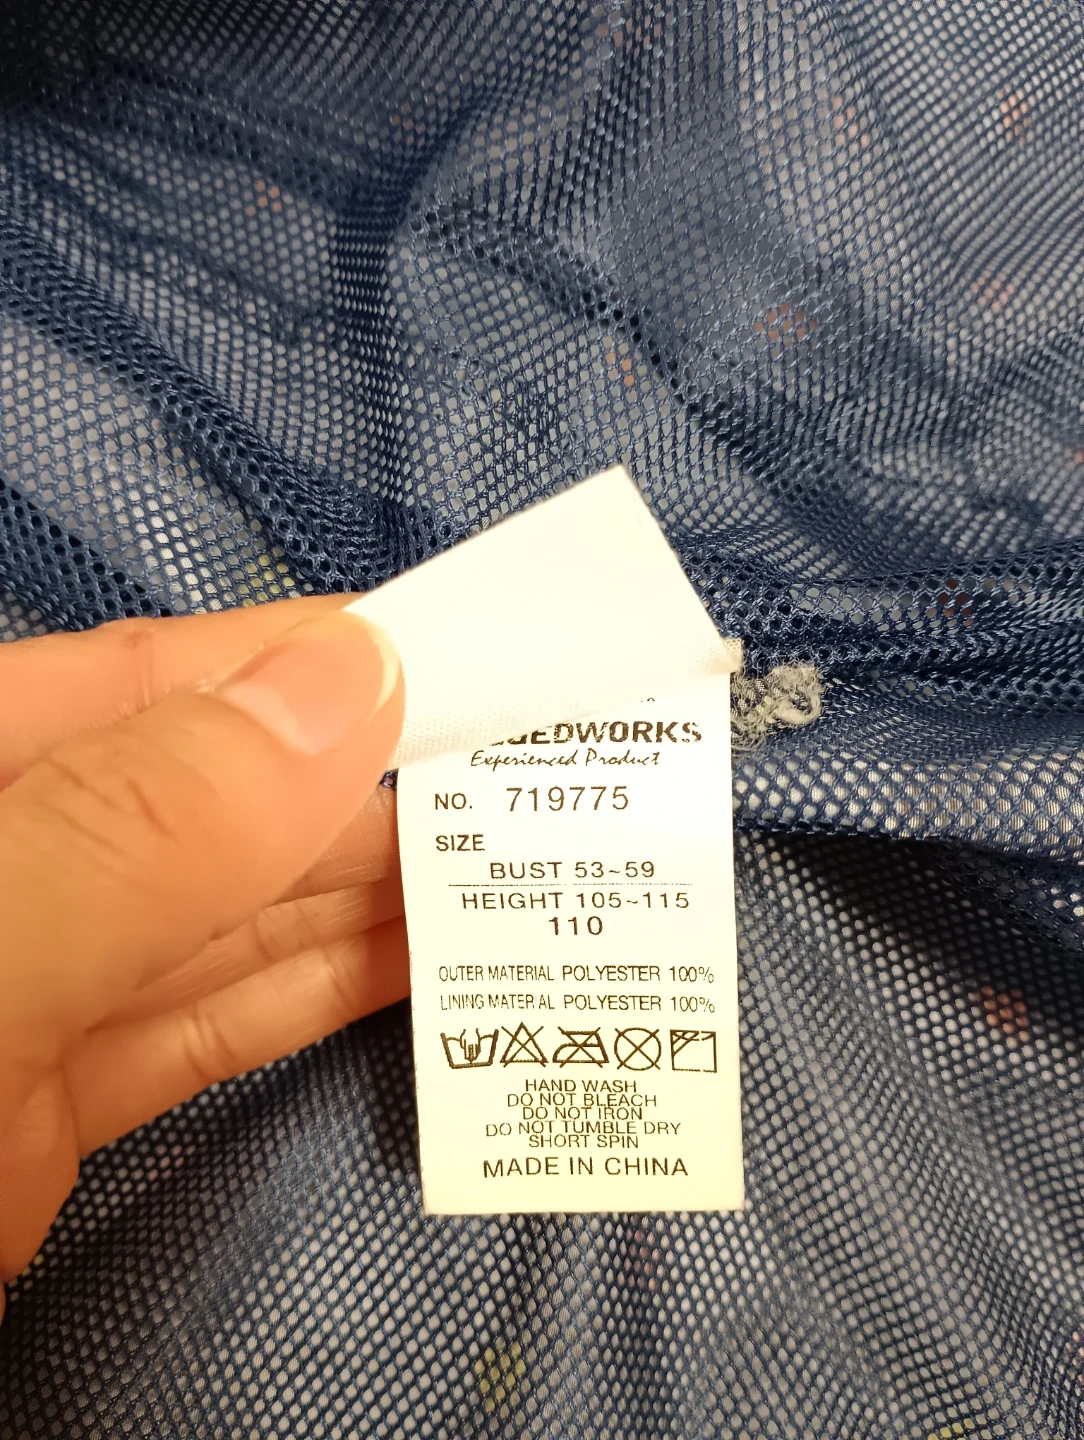 Experienced Product
NO. 719775
SIZE
BUST 53~59
HEIGHT 105~115
110
OUTER MATERIAL POLYESTER 100%
LINING MATERIAL POLYESTER 100%
HAND WASH
DO NOT BLEACH
DO NOT IRON
DO NOT TUMBLE DRY
SHORT SPIN
MADE IN CHINA